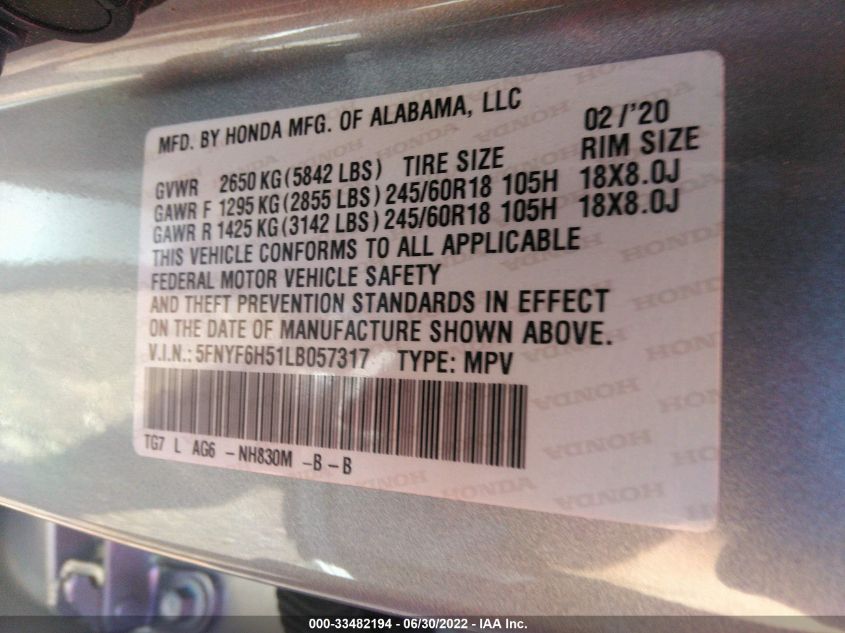 MFD. BY HONDA MFG. OF ALABAMA, LLC 02/'20
GVWR 2650 KG (5842 LBS) TIRE SIZE RIM SIZE
GAWR F 1295 KG (2855 LBS) 245/60R18 105H 18X8.0J
GAWR R 1425 KG (3142 LBS) 245/60R18 105H 18X8.0J
THIS VEHICLE CONFORMS TO ALL APPLICABLE
FEDERAL MOTOR VEHICLE SAFETY
AND THEFT PREVENTION STANDARDS IN EFFECT
ON THE DATE OF MANUFACTURE SHOWN ABOVE.
V.I.N.: 5FNYF6H51LB057317 TYPE: MPV
TG7 L AG6 -NH830M -B-B
000-33482194 - 06/30/2022 - IAA Inc.